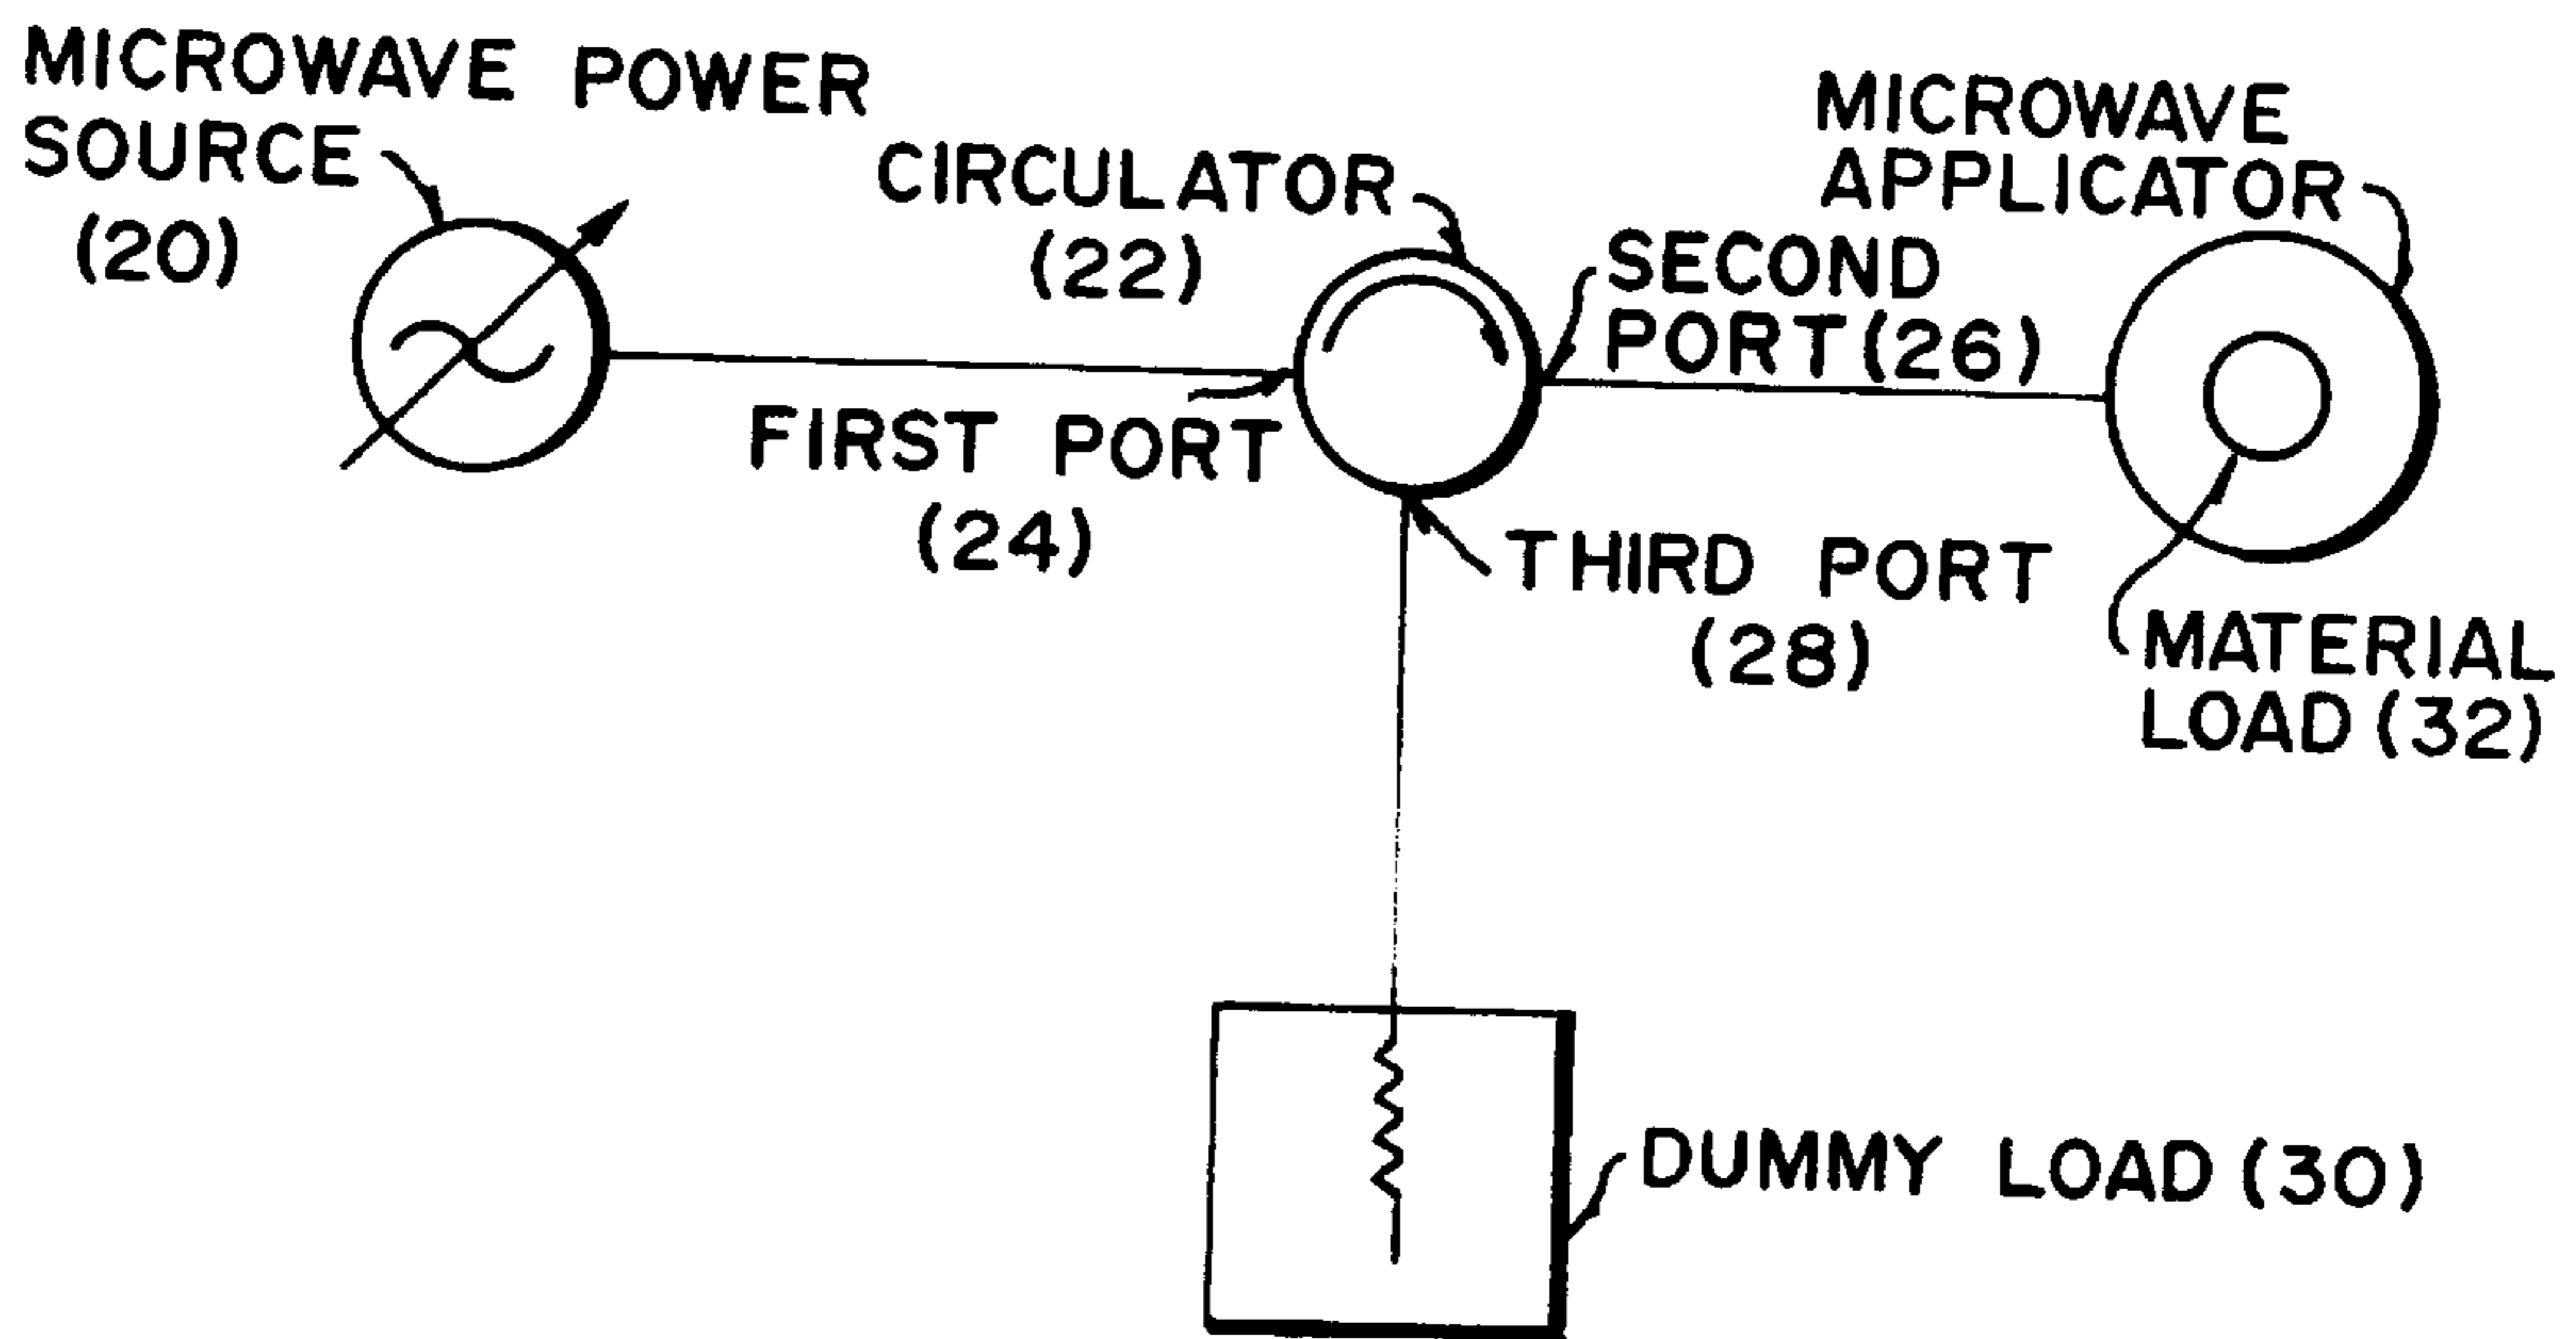 MICROWAVE POWER
SOURCE
(20)
CIRCULATOR
(22)
MICROWAVE
APPLICATOR
SECOND
PORT (26)
FIRST PORT
(24)
THIRD PORT
(28)
MATERIAL
LOAD (32)
DUMMY LOAD (30)